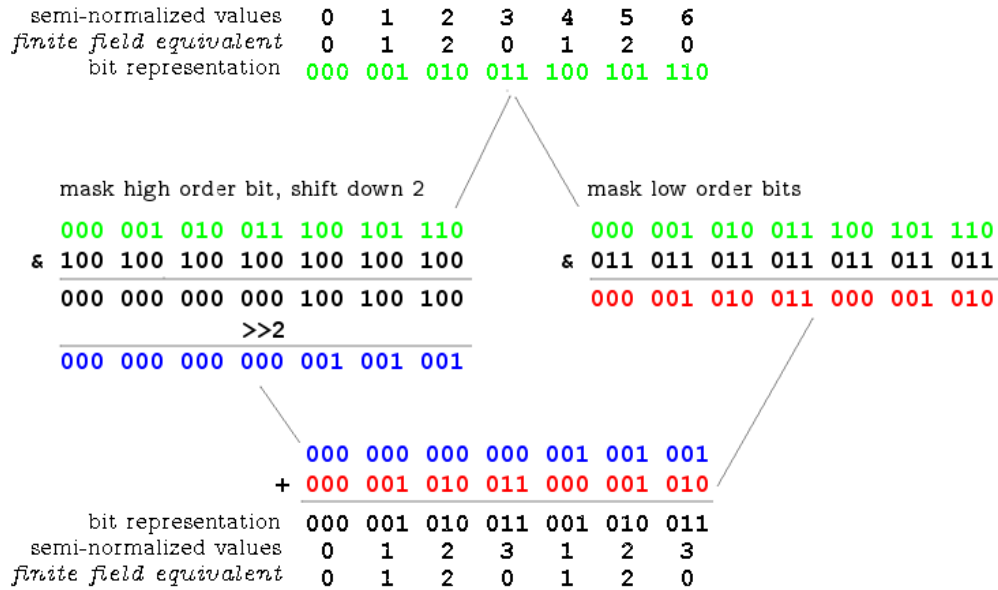 semi-normalized values 0 1 2 3 4 5 6
finite field equivalent 0 1 2 0 1 2 0
bit representation 000 001 010 011 100 101 110
mask high order bit, shift down 2
000 001 010 011 100 101 110
& 100 100 100 100 100 100 100
000 000 000 000 100 100 100
>>2
000 000 000 000 001 001 001
mask low order bits
000 001 010 011 100 101 110
& 011 011 011 011 011 011 011
000 001 010 011 000 001 010
000 000 000 000 001 001 001
+ 000 001 010 011 000 001 010
bit representation 000 001 010 011 001 010 011
semi-normalized values 0 1 2 3 1 2 3
finite field equivalent 0 1 2 0 1 2 0